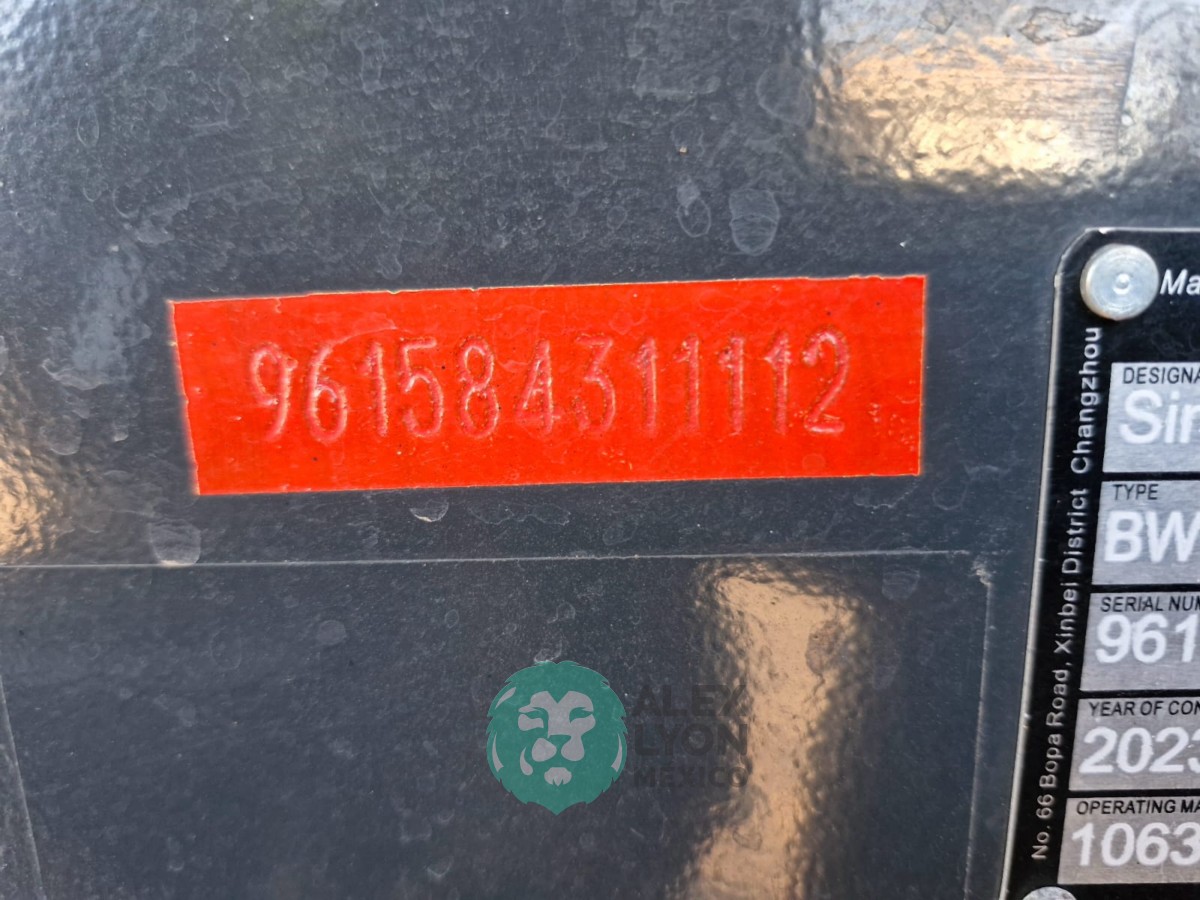 961584311112
Ma
DESIGNA
Sin
TYPE
BW
SERIAL NUM
961
YEAR OF CON
2023
OPERATING MA
1063
No. 66 Bopa Road, Xinbei District Changzhou
ALEX
LYON
MEXICO